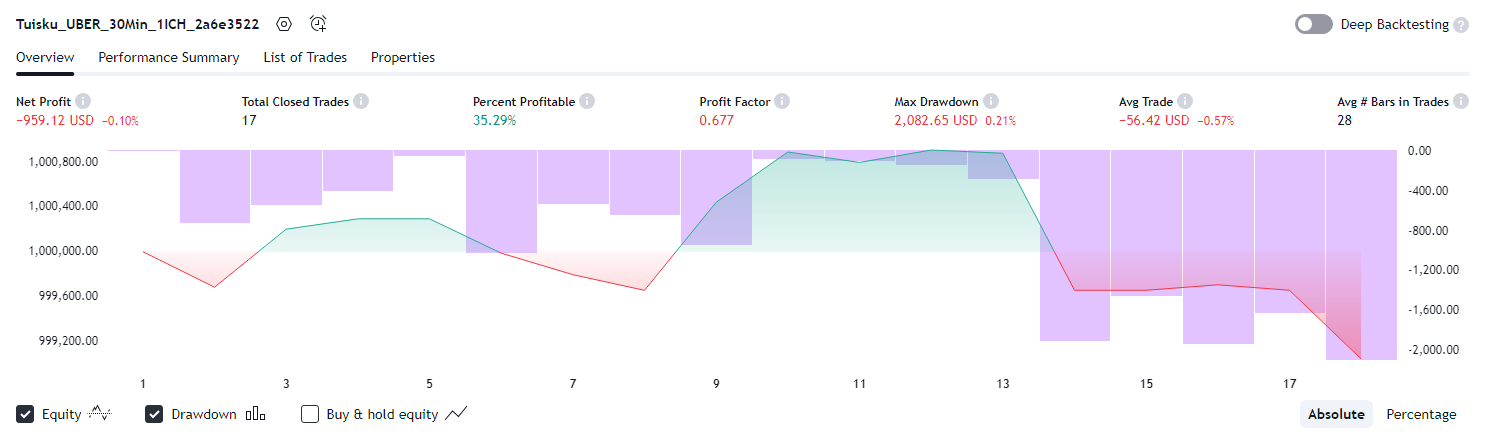 Tuisku_UBER_30Min_1ICH_2a6e3522
Deep Backtesting ?
Overview Performance Summary List of Trades Properties
Net Profit Total Closed Trades Percent Profitable Profit Factor Max Drawdown Avg Trade Avg # Bars in Trades
−959.12 USD −0.10% 17 35.29% 0.677 2,082.65 USD 0.21% −56.42 USD −0.57% 28
1,000,800.00
1,000,400.00
1,000,000.00
999,600.00
999,200.00
0.00
-400.00
-800.00
-1,200.00
-1,600.00
-2,000.00
1 3 5 7 9 11 13 15 17
Equity Drawdown Buy & hold equity Absolute Percentage